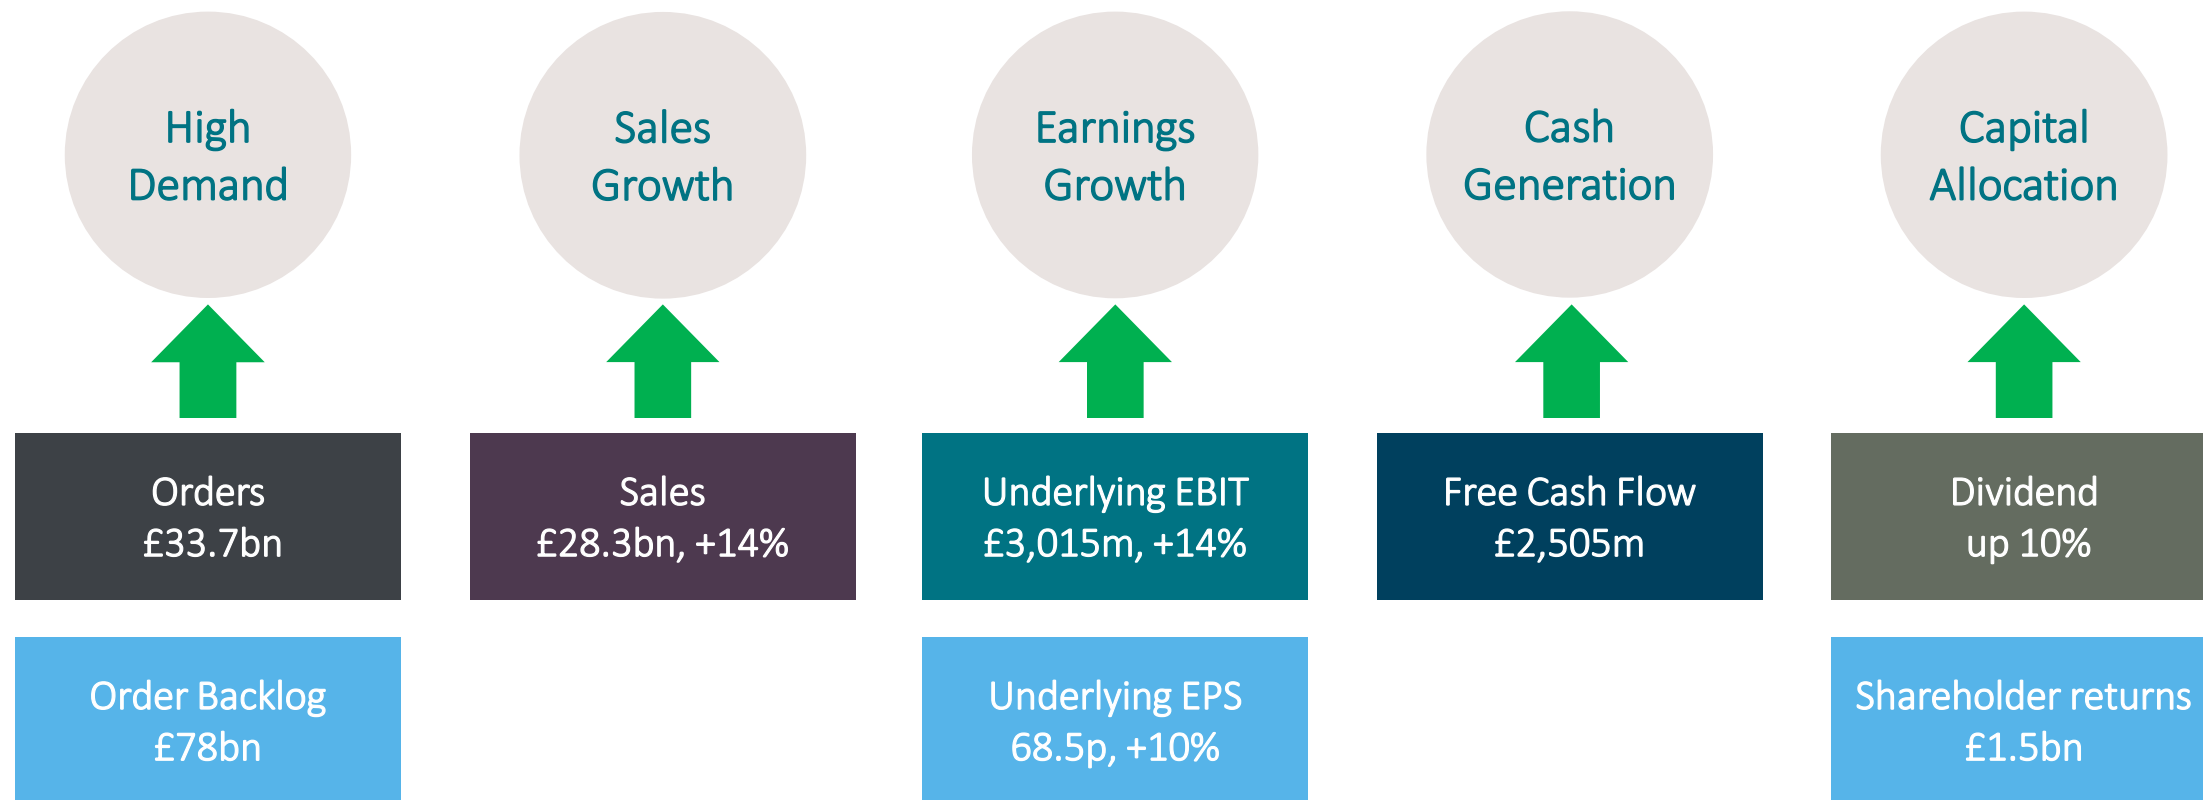 High
Demand
Sales
Growth
Earnings
Growth
Cash
Generation
Capital
Allocation
Orders
£33.7bn
Sales
£28.3bn, +14%
Underlying EBIT
£3,015m, +14%
Free Cash Flow
£2,505m
Dividend
up 10%
Order Backlog
£78bn
Underlying EPS
68.5p, +10%
Shareholder returns
£1.5bn